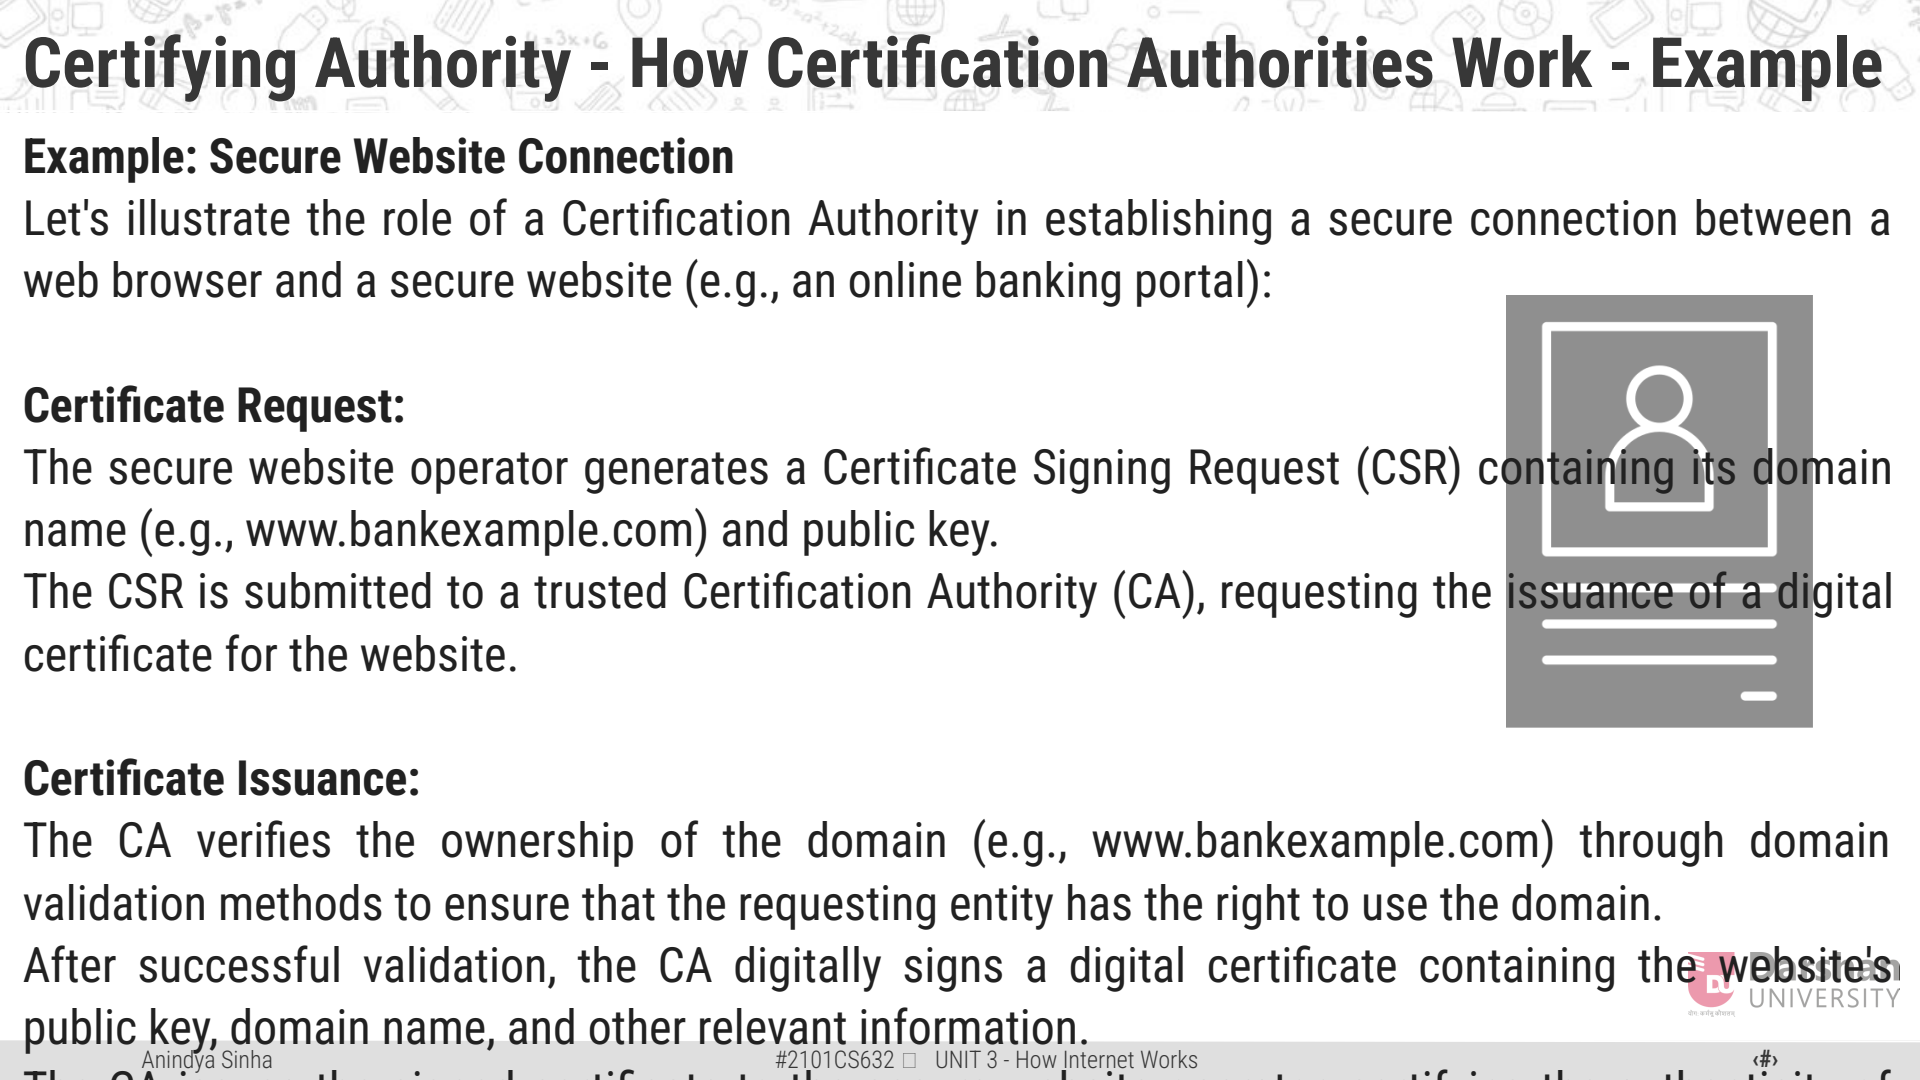 Certifying Authority - How Certification Authorities Work - Example
Example: Secure Website Connection
Let's illustrate the role of a Certification Authority in establishing a secure connection between a
web browser and a secure website (e.g., an online banking portal):
Certificate Request:
The secure website operator generates a Certificate Signing Request (CSR) containing its domain
name (e.g., www.bankexample.com) and public key.
The CSR is submitted to a trusted Certification Authority (CA), requesting the issuance of a digital
certificate for the website.
Certificate Issuance:
The CA verifies the ownership of the domain (e.g., www.bankexample.com) through domain
validation methods to ensure that the requesting entity has the right to use the domain.
After successful validation, the CA digitally signs a digital certificate containing the website's
public key, domain name, and other relevant information.
Darshan
UNIVERSITY
Anindya Sinha
#2101CS632 □ UNIT 3 - How Internet Works
‹#›